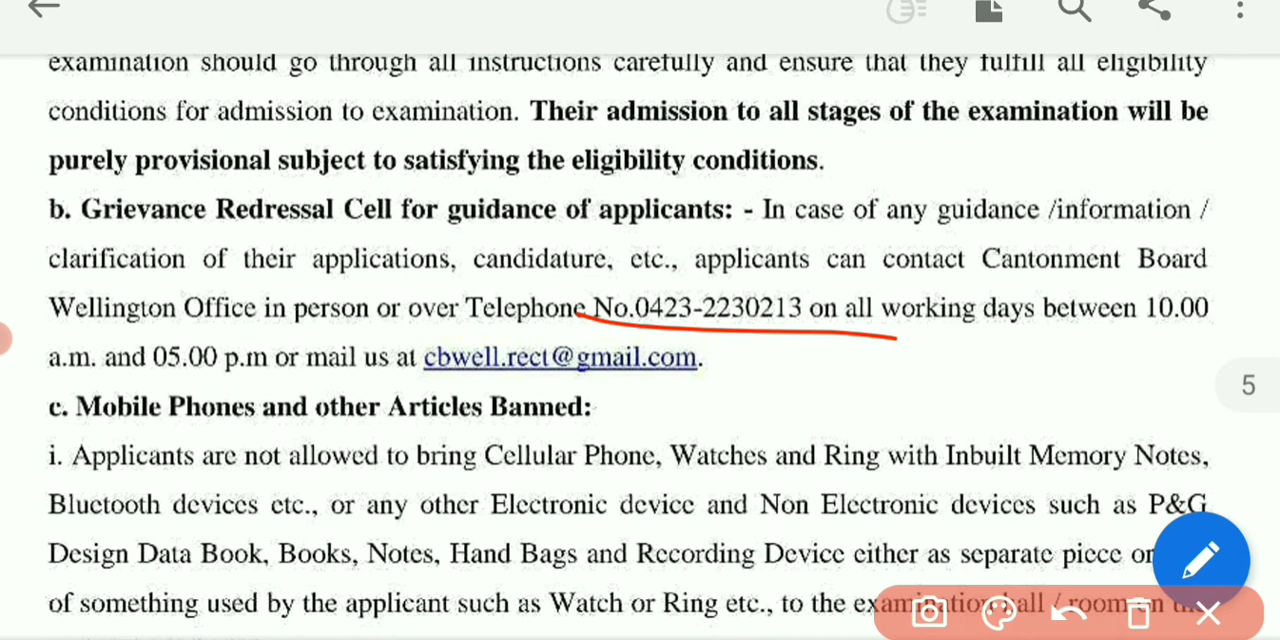 examination should go through all instructions carefully and ensure that they fulfill all eligibility
conditions for admission to examination. Their admission to all stages of the examination will be
purely provisional subject to satisfying the eligibility conditions.
b. Grievance Redressal Cell for guidance of applicants: - In case of any guidance /information /
clarification of their applications, candidature, etc., applicants can contact Cantonment Board
Wellington Office in person or over Telephone No.0423-2230213 on all working days between 10.00
a.m. and 05.00 p.m or mail us at cbwell.rect@gmail.com.
5
c. Mobile Phones and other Articles Banned:
i. Applicants are not allowed to bring Cellular Phone, Watches and Ring with Inbuilt Memory Notes,
Bluetooth devices etc., or any other Electronic device and Non Electronic devices such as P&G
Design Data Book, Books, Notes, Hand Bags and Recording Device either as separate piece or
of something used by the applicant such as Watch or Ring etc., to the examination hall / room in the